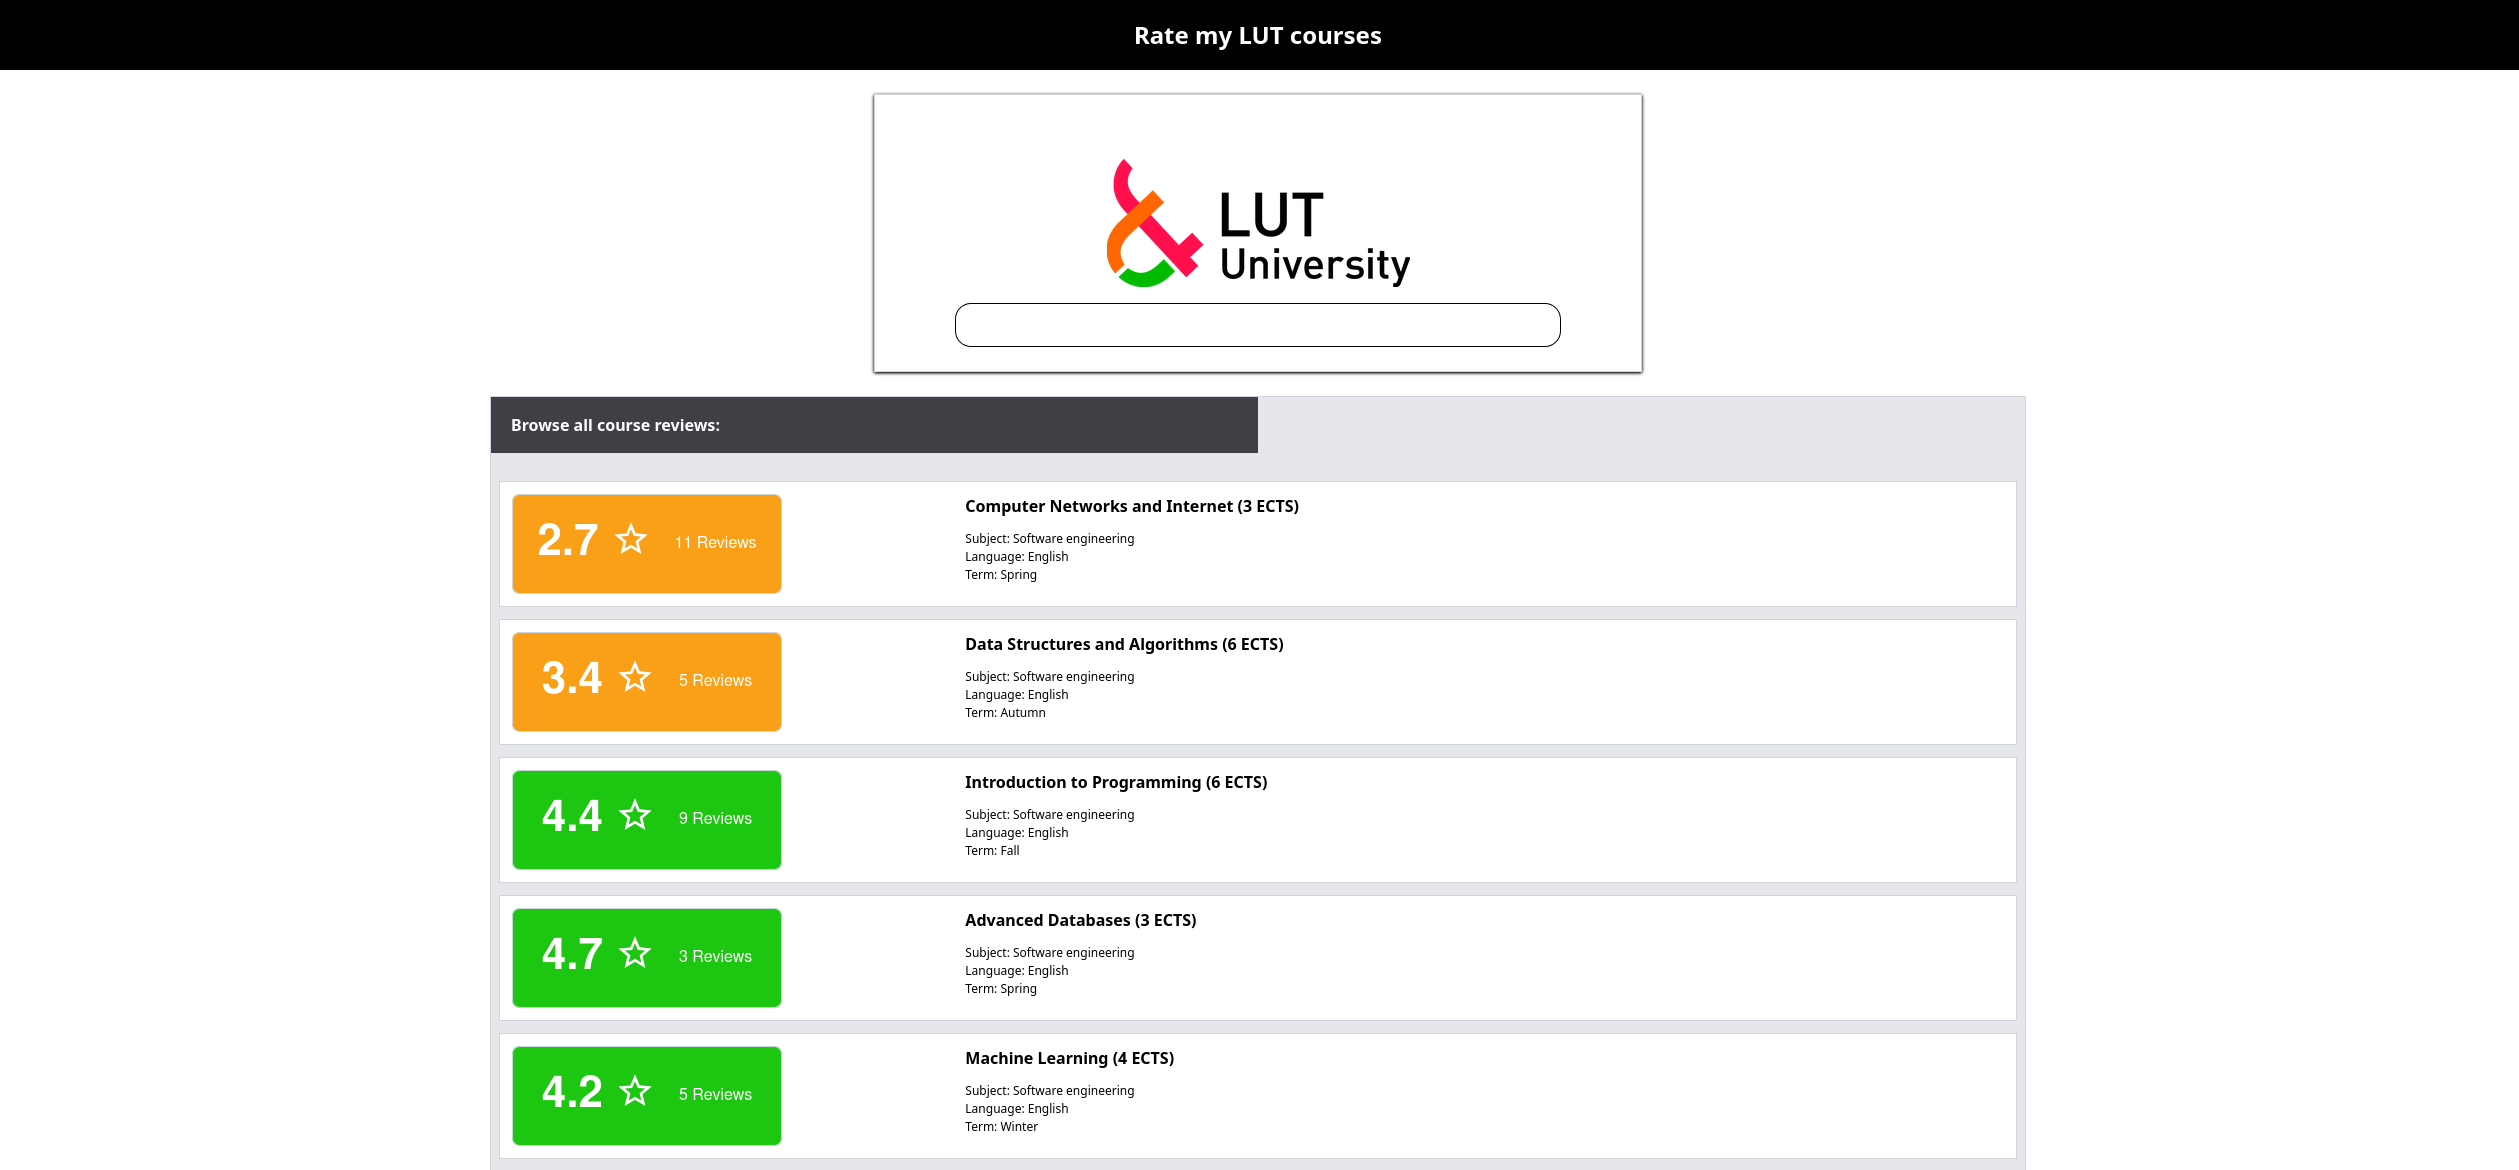 Rate my LUT courses
LUT
University
Browse all course reviews:
2.7
11 Reviews
Computer Networks and Internet (3 ECTS)
Subject: Software engineering
Language: English
Term: Spring
3.4
5 Reviews
Data Structures and Algorithms (6 ECTS)
Subject: Software engineering
Language: English
Term: Autumn
4.4
9 Reviews
Introduction to Programming (6 ECTS)
Subject: Software engineering
Language: English
Term: Fall
4.7
3 Reviews
Advanced Databases (3 ECTS)
Subject: Software engineering
Language: English
Term: Spring
4.2
5 Reviews
Machine Learning (4 ECTS)
Subject: Software engineering
Language: English
Term: Winter